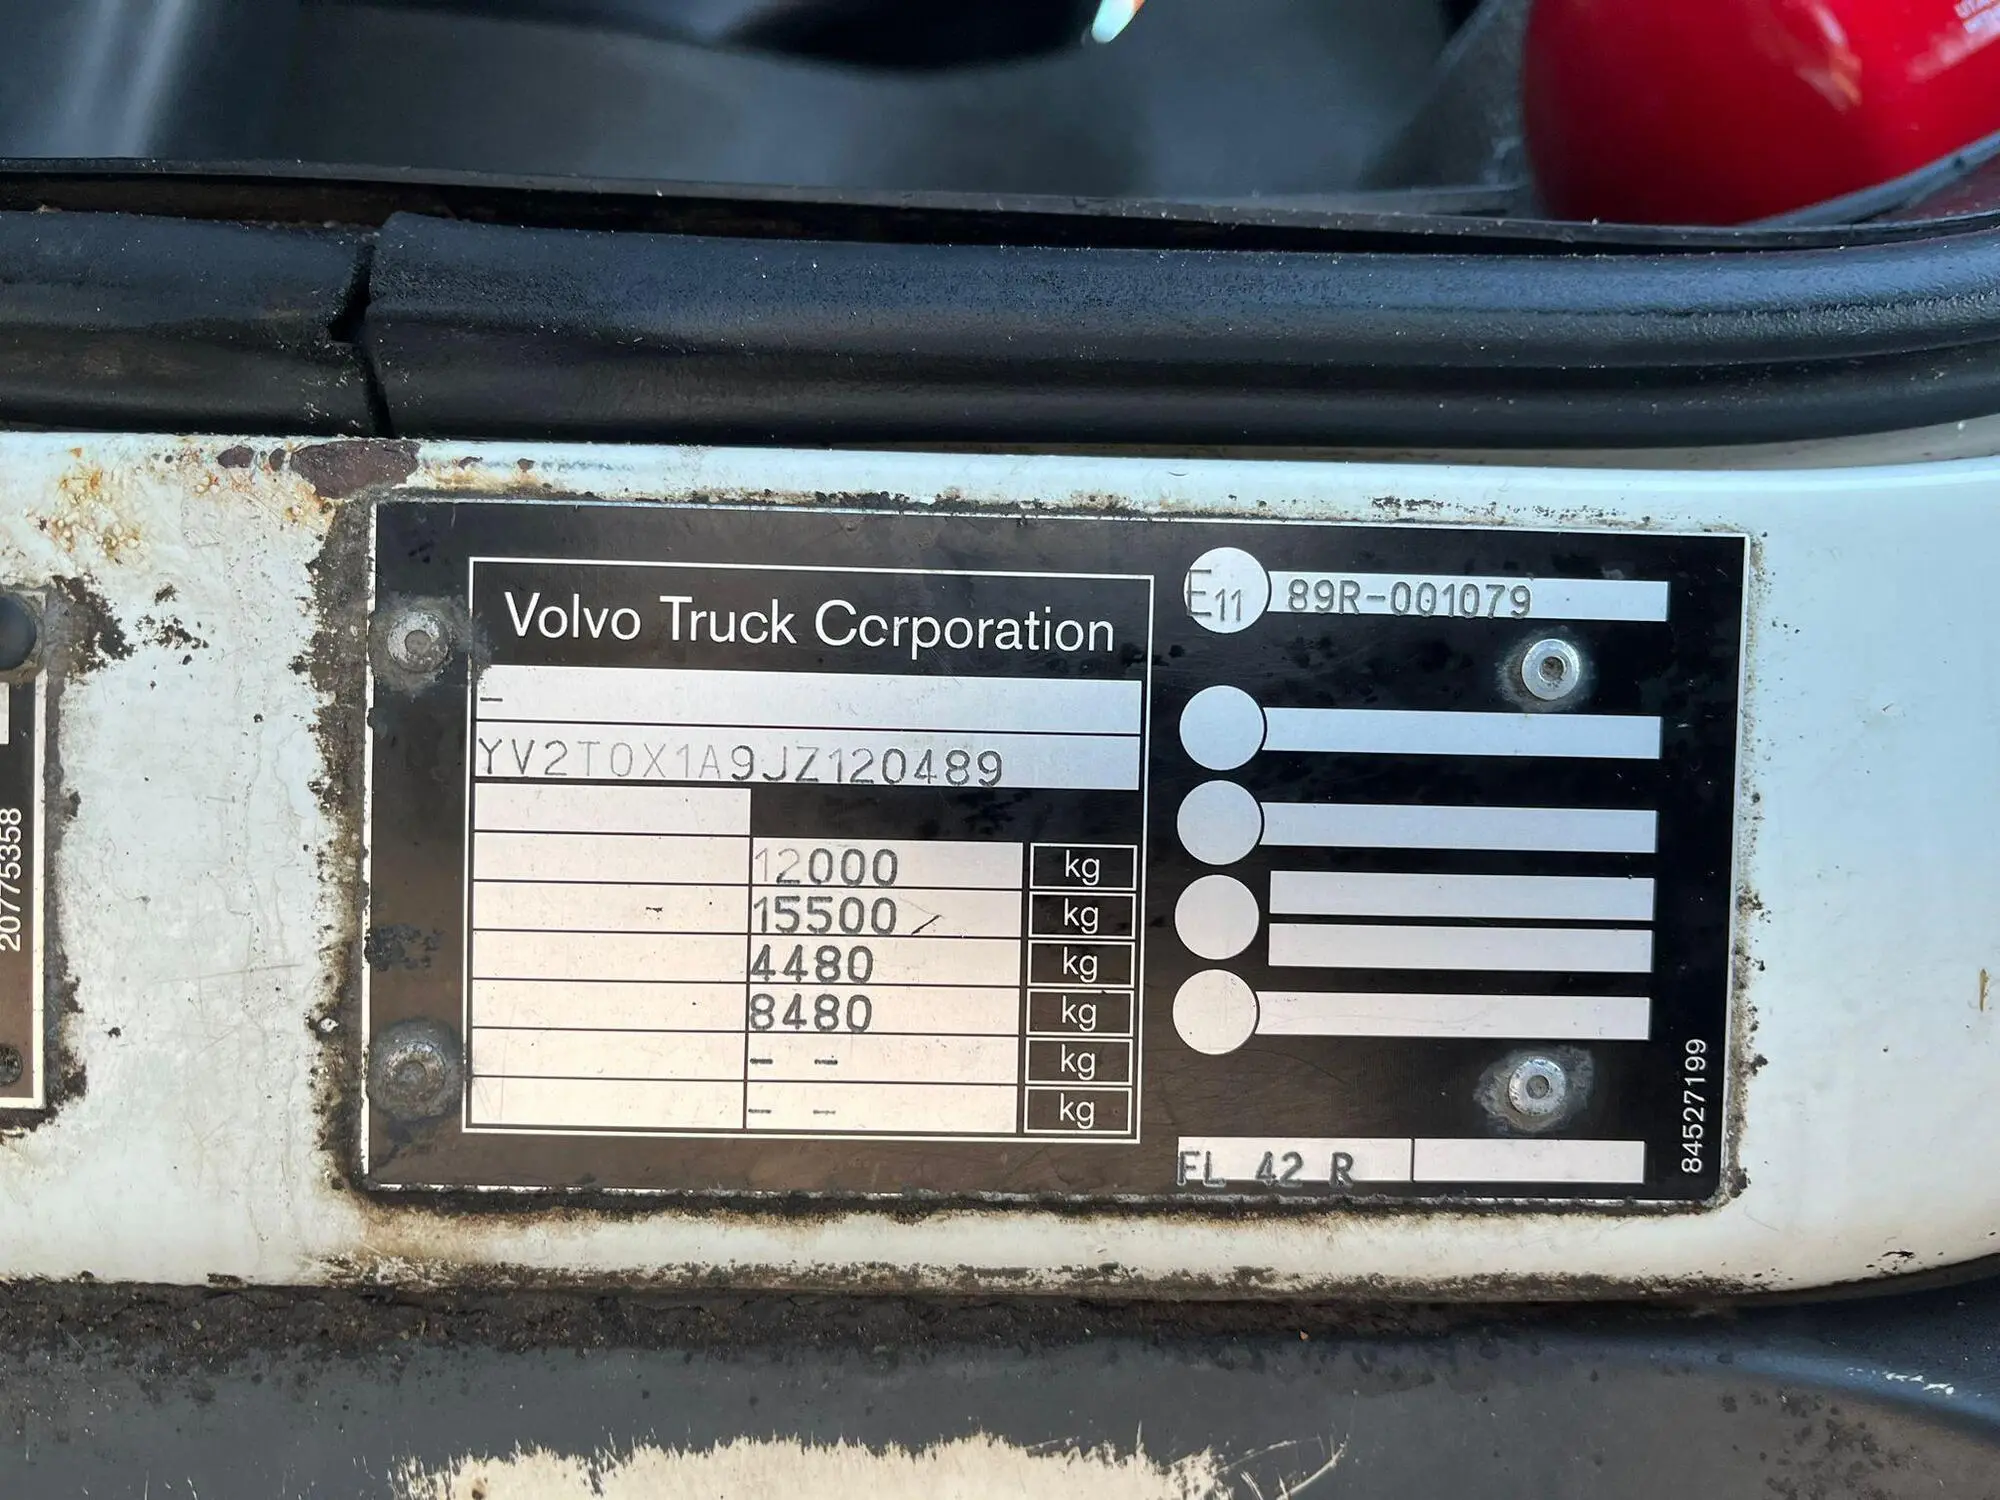 Volvo Truck Corporation
-
YV2T0X1A9JZ120489
12000 kg
15500 kg
4480 kg
8480 kg
- - kg
- - kg
E11 89R-001079
FL 42 R
84527199
20775358